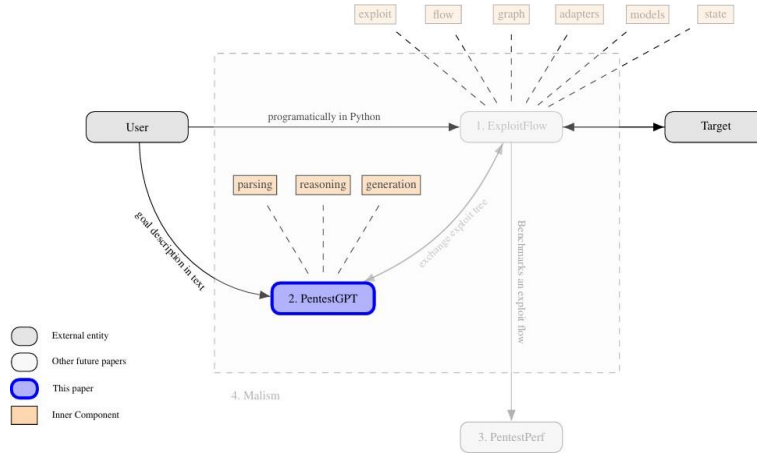 exploit
flow
graph
adapters
models
state
User
programatically in Python
1. ExploitFlow
Target
parsing
reasoning
generation
goal description in text
exchange exploit tree
Benchmarks an exploit flow
2. PentestGPT
External entity
Other future papers
This paper
Inner Component
4. Malism
3. PentestPerf